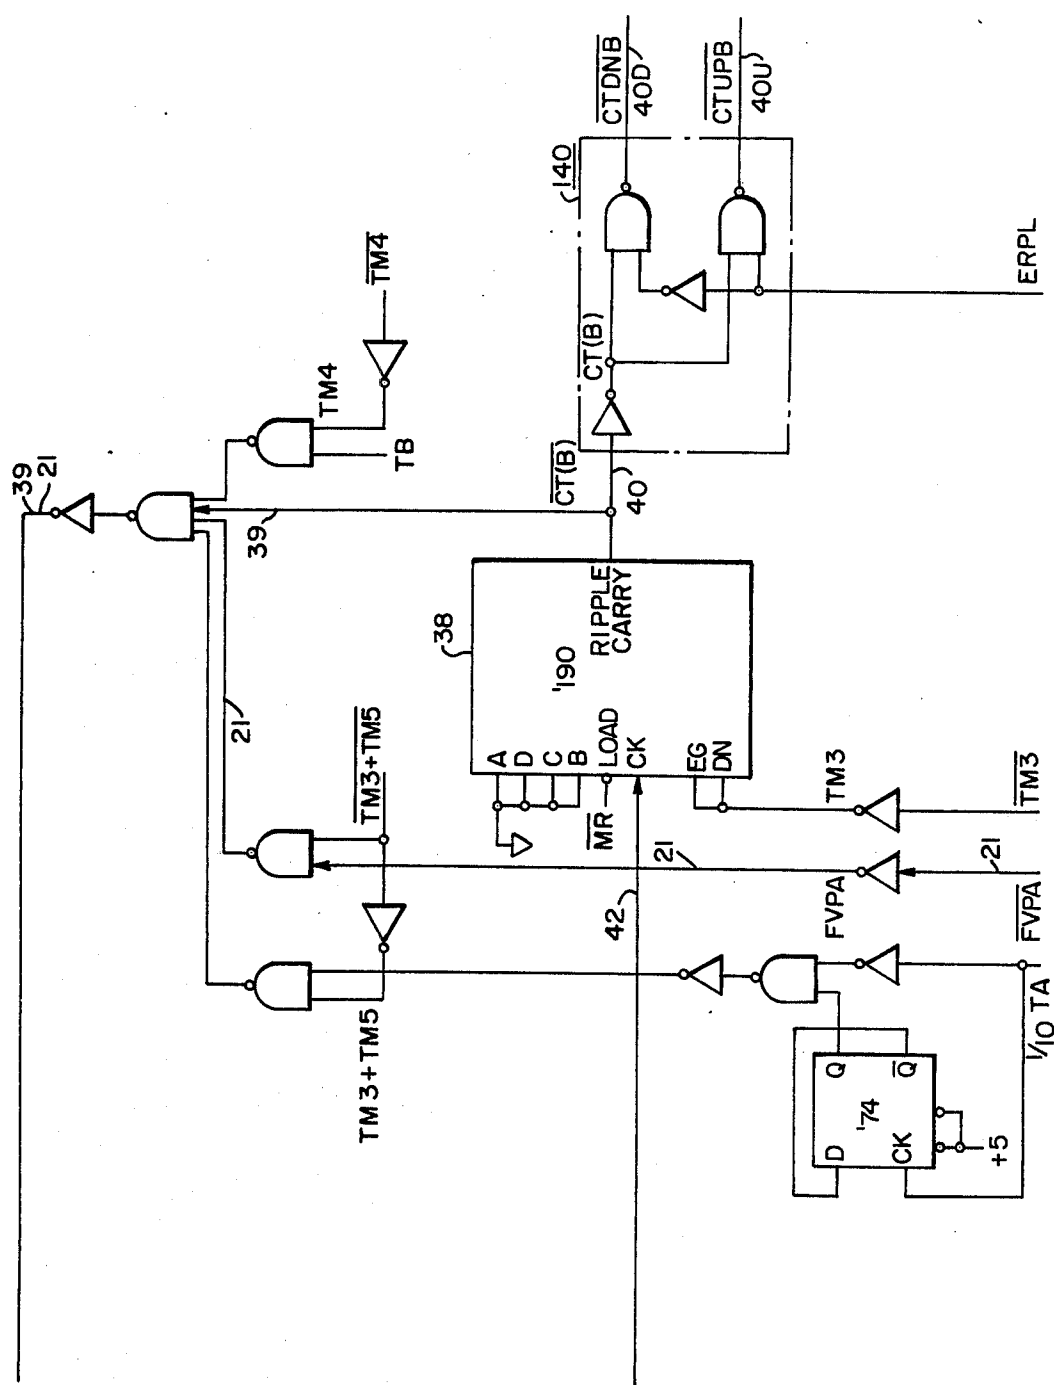 39
21
21
39
TM4
TM3+TM5
TM3+TM5
TM4
TB
38
A
D
C
B
'190
CT(B)
CT(B)
140
MR
LOAD
RIPPLE
CARRY
CTDNB
40D
42
CK
40
21
EG
DN
CTUPB
40U
FVPA
TM3
D
Q
'74
CK
Q
+5
1/10 TA
FVPA
21
TM3
ERPL